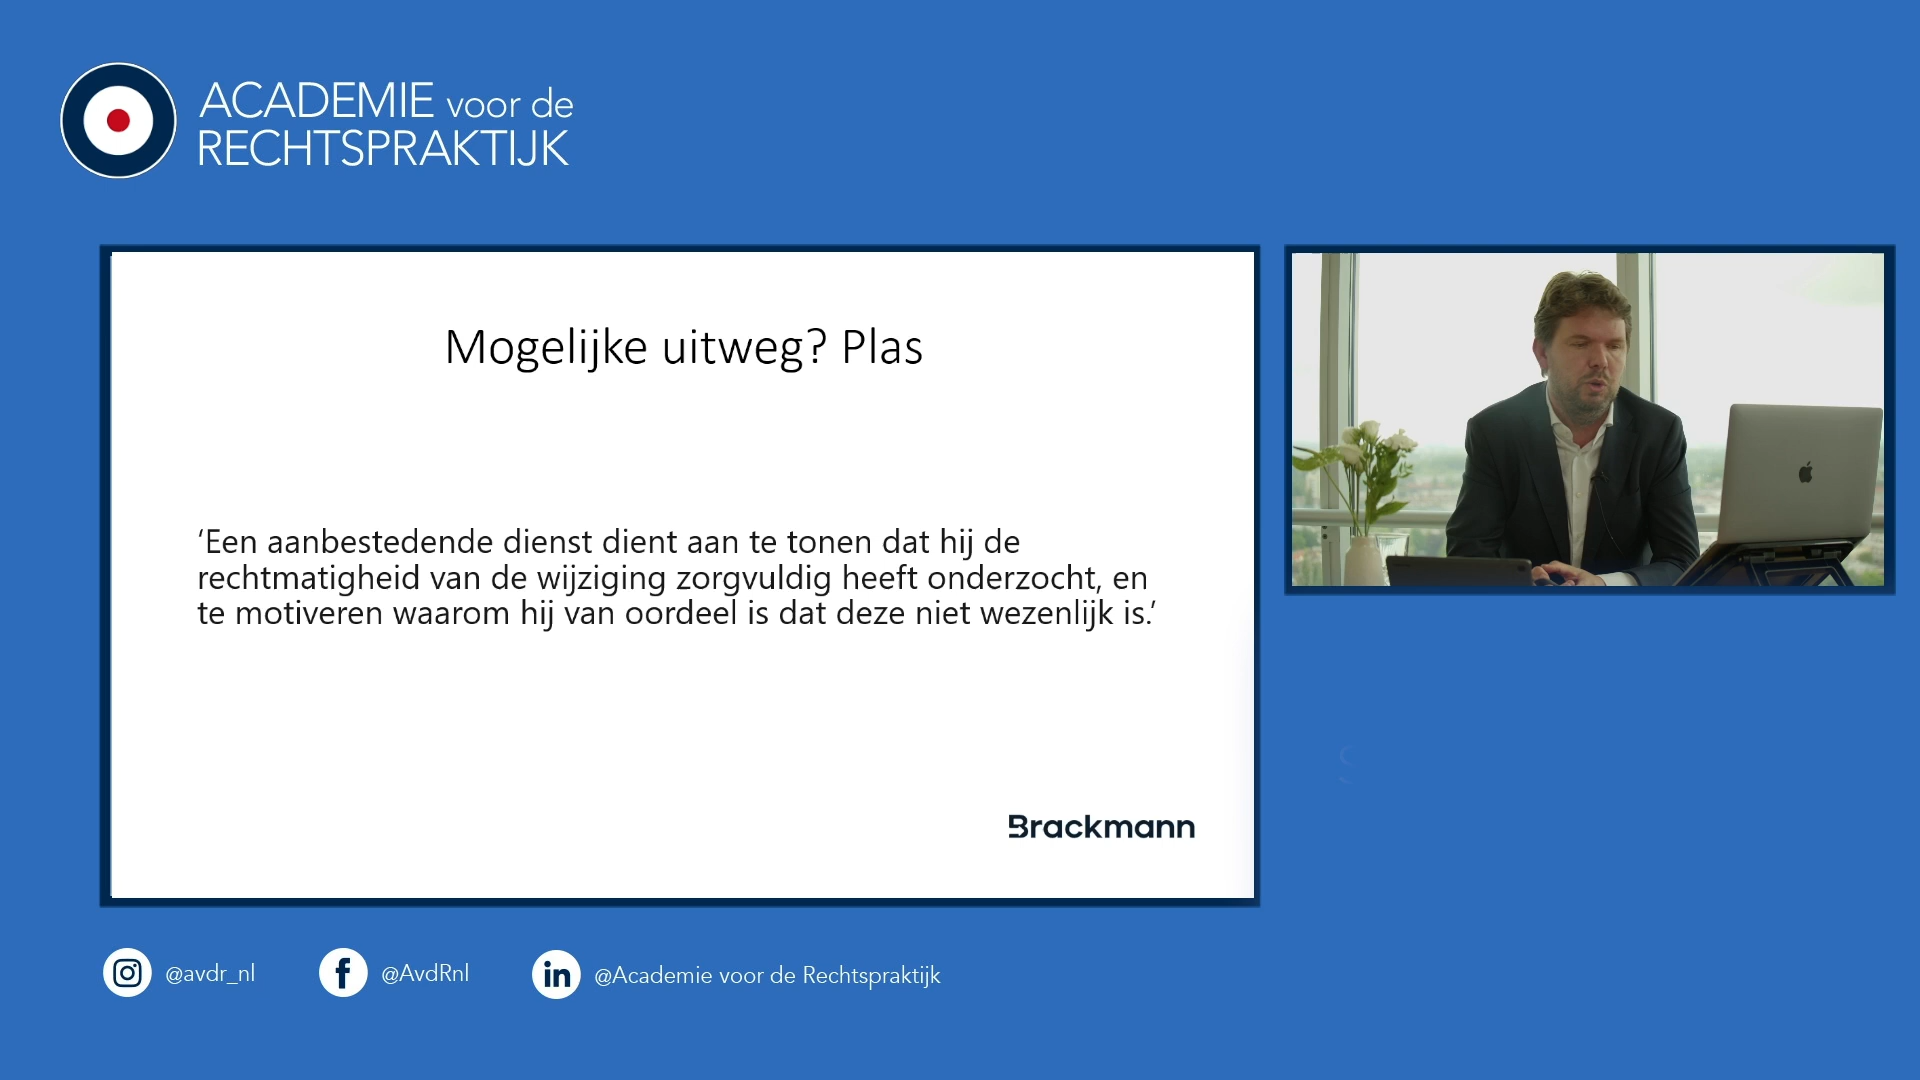 ACADEMIE voor de
RECHTSPRAKTIJK
Mogelijke uitweg? Plas
‘Een aanbestedende dienst dient aan te tonen dat hij de
rechtmatigheid van de wijziging zorgvuldig heeft onderzocht, en
te motiveren waarom hij van oordeel is dat deze niet wezenlijk is.’
Brackmann
@avdr_nl
@AvdRnl
in
@Academie voor de Rechtspraktijk